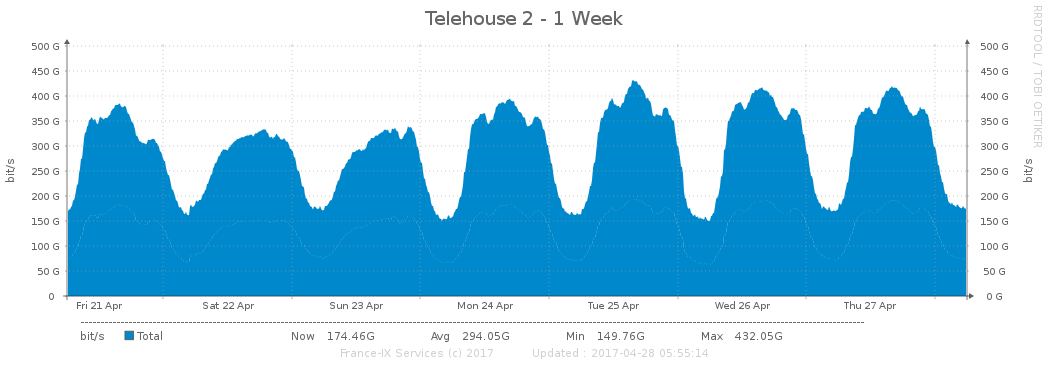 Telehouse 2 - 1 Week
RRDTOOL / TOBI OETIKER
bit/s
500 G 500 G
450 G 450 G
400 G 400 G
350 G 350 G
300 G 300 G
250 G 250 G
200 G 200 G
150 G 150 G
100 G 100 G
50 G 50 G
0 0 G
bit/s
Fri 21 Apr Sat 22 Apr Sun 23 Apr Mon 24 Apr Tue 25 Apr Wed 26 Apr Thu 27 Apr
bit/s Total Now 174.46G Avg 294.05G Min 149.76G Max 432.05G
France-IX Services (c) 2017 Updated : 2017-04-28 05:55:14